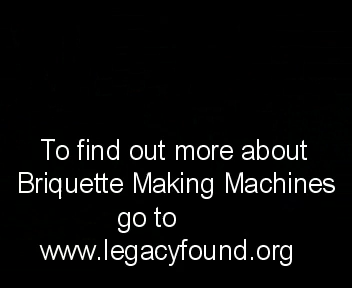 To find out more about
Briquette Making Machines
go to
www.legacyfound.org